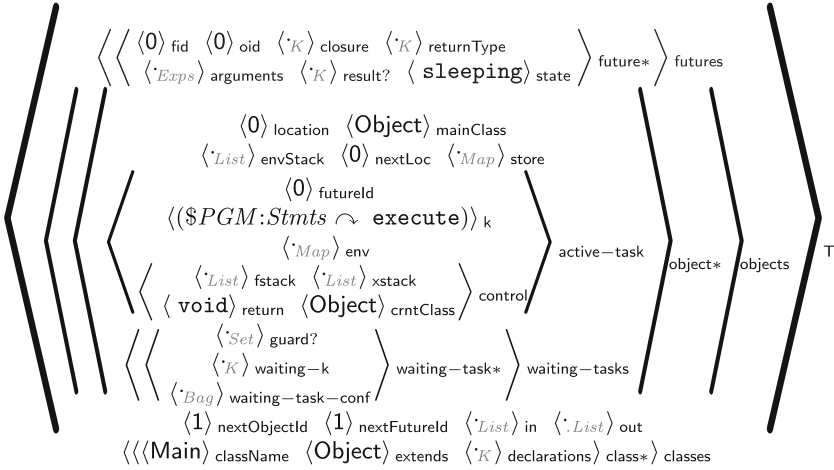 ⟨⟨ ⟨0⟩ fid ⟨0⟩ oid ⟨·K⟩ closure ⟨·K⟩ returnType
⟨·Exps⟩ arguments ⟨·K⟩ result? ⟨ sleeping⟩ state ⟩ future* ⟩ futures
⟨0⟩ location ⟨Object⟩ mainClass
⟨·List⟩ envStack ⟨0⟩ nextLoc ⟨·Map⟩ store
⟨0⟩ futureId
⟨($PGM:Stmts ↷ execute)⟩ k
⟨·Map⟩ env
active−task
object* objects T
⟨·List⟩ fstack ⟨·List⟩ xstack
⟨ void⟩ return ⟨Object⟩ crntClass control
⟨·Set⟩ guard?
⟨·K⟩ waiting−k waiting−task* waiting−tasks
⟨·Bag⟩ waiting−task−conf
⟨1⟩ nextObjectId ⟨1⟩ nextFutureId ⟨·List⟩ in ⟨·.List⟩ out
⟨⟨⟨Main⟩ className ⟨Object⟩ extends ⟨·K⟩ declarations⟩ class*⟩ classes